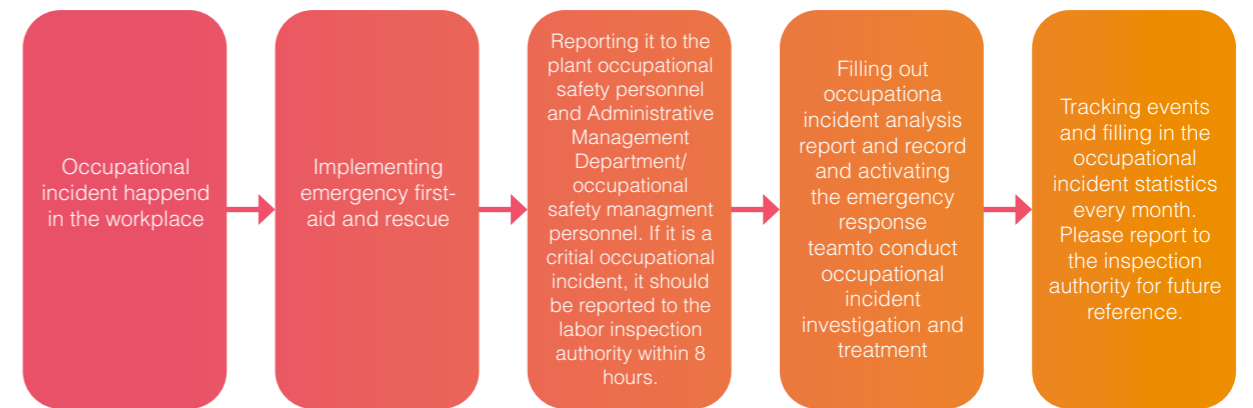 Occupational
incident happend
in the workplace
Implementing
emergency first-
aid and rescue
Reporting it to the
plant occupational
safety personnel
and Administrative
Management
Department/
occupational
safety managment
personnel. If it is a
critial occupational
incident, it should
be reported to the
labor inspection
authority within 8
hours.
Filling out
occupationa
incident analysis
report and record
and activating
the emergency
response
teamto conduct
occupational
incident
investigation and
treatment
Tracking events
and filling in the
occupational
incident statistics
every month.
Please report to
the inspection
authority for future
reference.